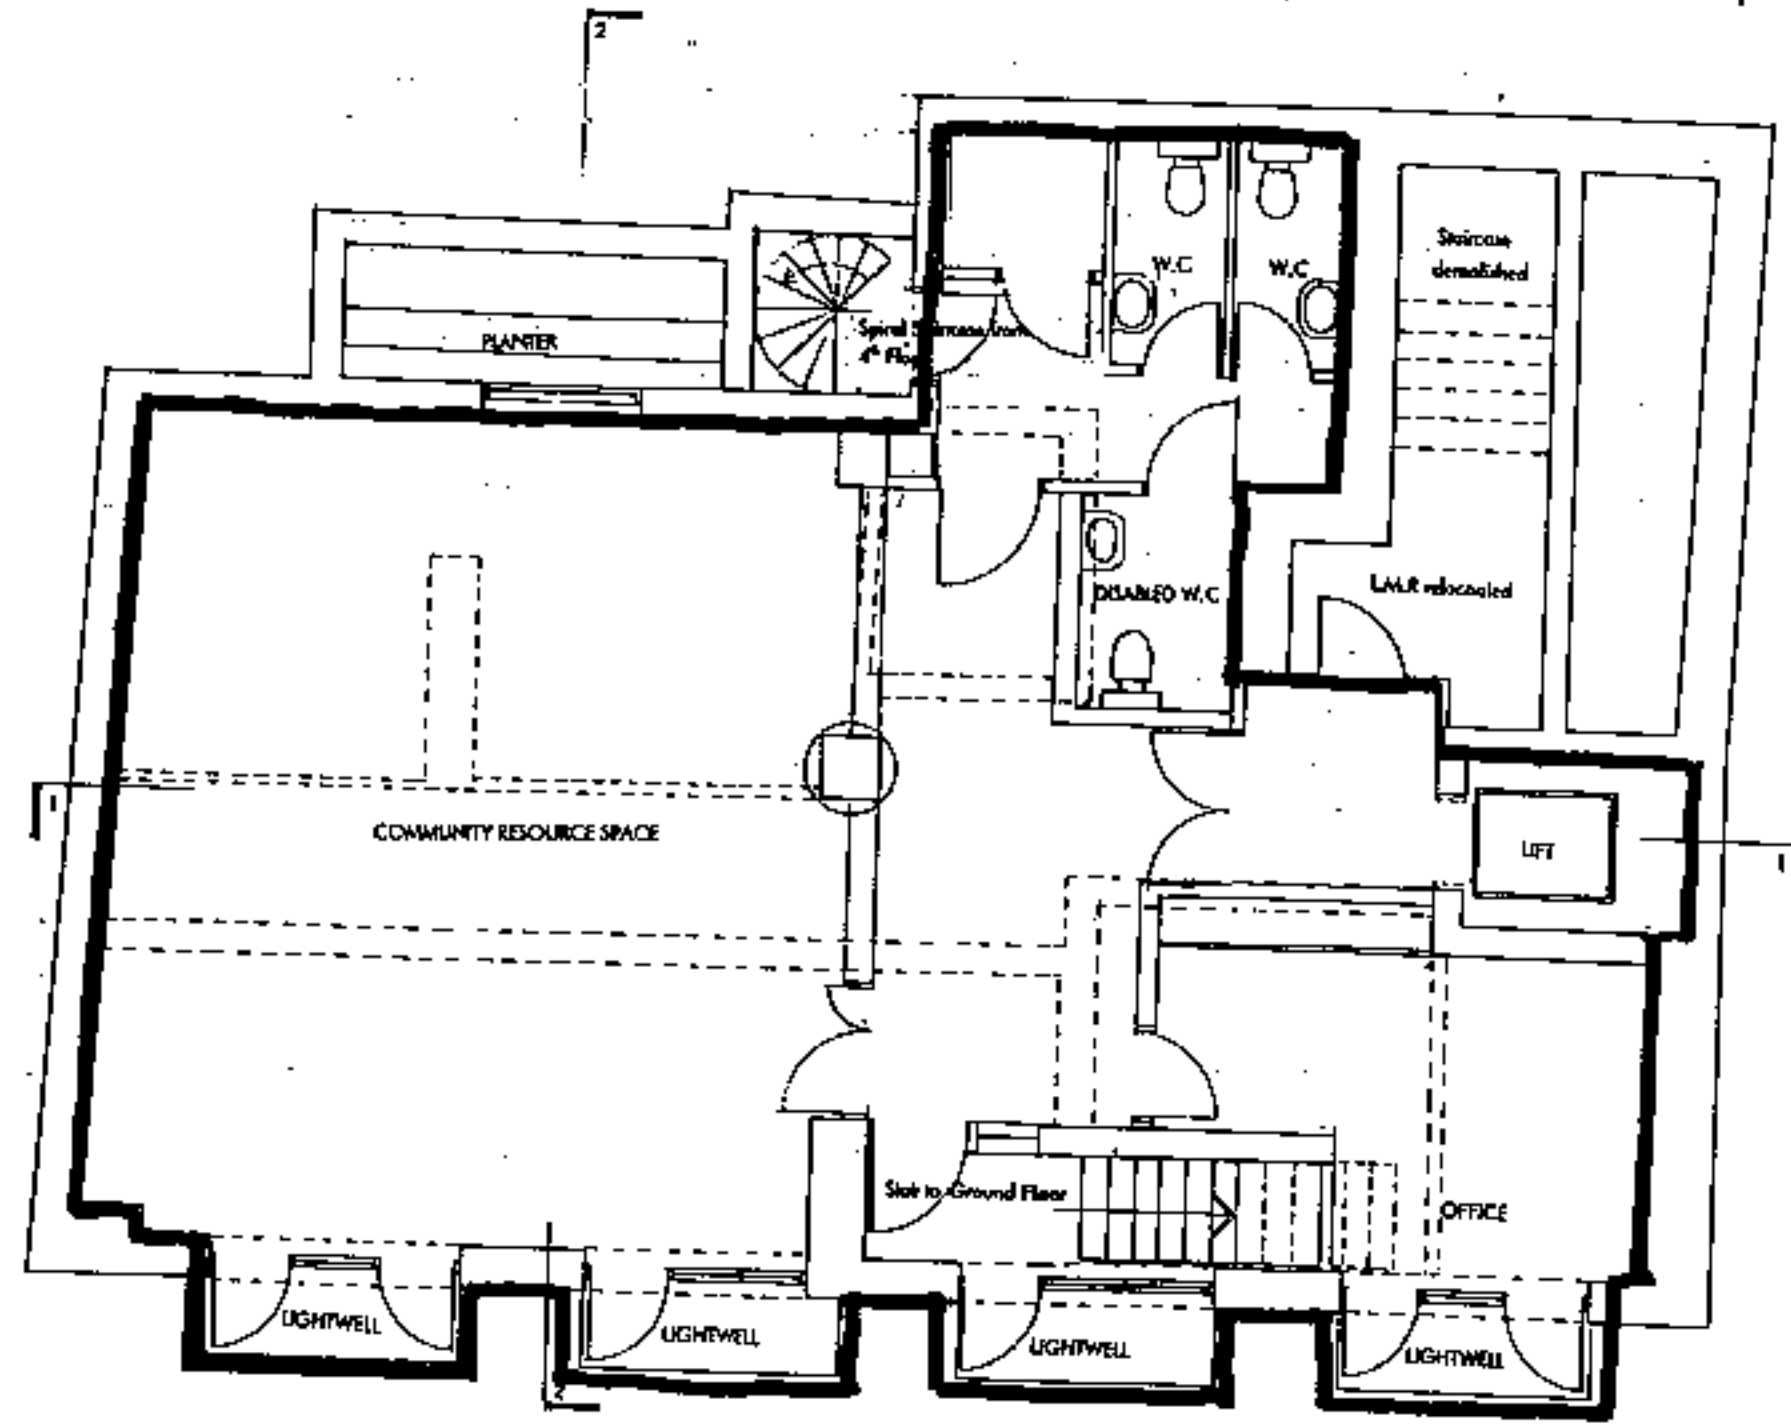 2
W.C
W.C
Staircase
demolished
PLANTER
Spiral Staircase from
4th Floor
DISABLED W.C
L.M.R relocated
1
COMMUNITY RESOURCE SPACE
LIFT
1
Stair to Ground Floor
OFFICE
LIGHTWELL
LIGHTWELL
LIGHTWELL
LIGHTWELL
2